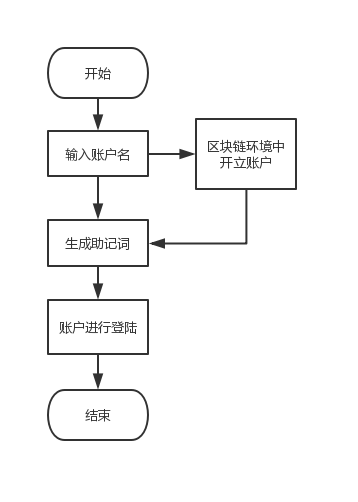 开始
输入账户名
区块链环境中
开立账户
生成助记词
账户进行登陆
结束